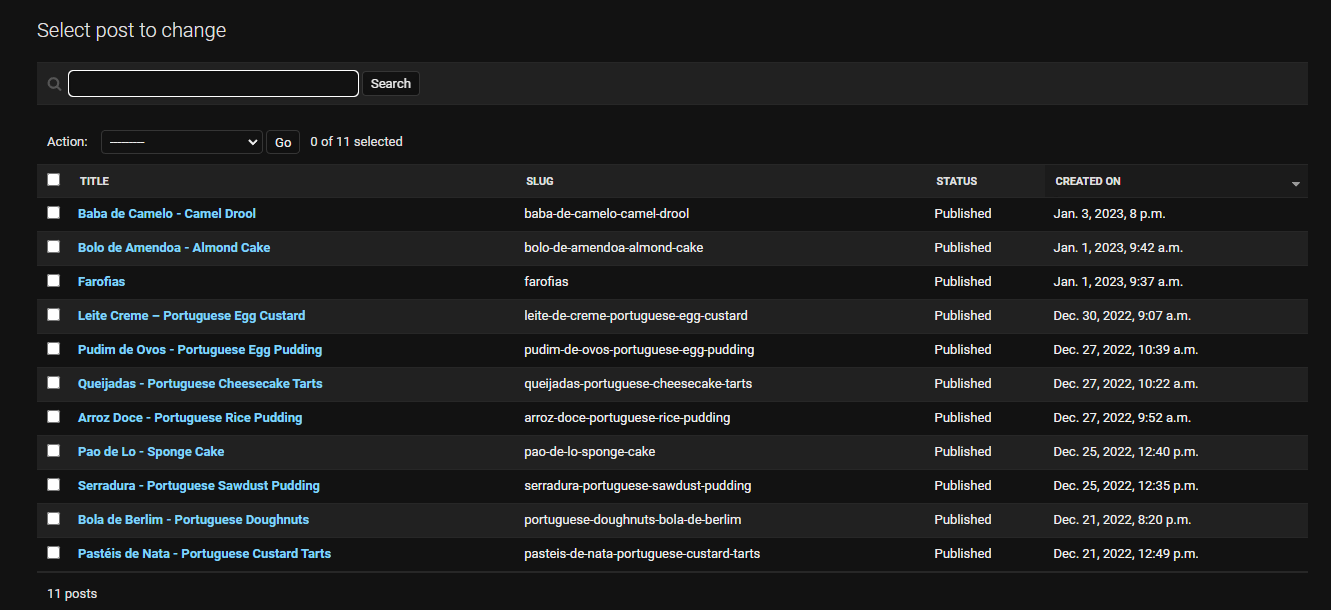 Select post to change
Search
Action: --------- Go 0 of 11 selected
TITLE SLUG STATUS CREATED ON
Baba de Camelo - Camel Drool baba-de-camelo-camel-drool Published Jan. 3, 2023, 8 p.m.
Bolo de Amendoa - Almond Cake bolo-de-amendoa-almond-cake Published Jan. 1, 2023, 9:42 a.m.
Farofias farofias Published Jan. 1, 2023, 9:37 a.m.
Leite Creme – Portuguese Egg Custard leite-de-creme-portuguese-egg-custard Published Dec. 30, 2022, 9:07 a.m.
Pudim de Ovos - Portuguese Egg Pudding pudim-de-ovos-portuguese-egg-pudding Published Dec. 27, 2022, 10:39 a.m.
Queijadas - Portuguese Cheesecake Tarts queijadas-portuguese-cheesecake-tarts Published Dec. 27, 2022, 10:22 a.m.
Arroz Doce - Portuguese Rice Pudding arroz-doce-portuguese-rice-pudding Published Dec. 27, 2022, 9:52 a.m.
Pao de Lo - Sponge Cake pao-de-lo-sponge-cake Published Dec. 25, 2022, 12:40 p.m.
Serradura - Portuguese Sawdust Pudding serradura-portuguese-sawdust-pudding Published Dec. 25, 2022, 12:35 p.m.
Bola de Berlim - Portuguese Doughnuts portuguese-doughnuts-bola-de-berlim Published Dec. 21, 2022, 8:20 p.m.
Pastéis de Nata - Portuguese Custard Tarts pasteis-de-nata-portuguese-custard-tarts Published Dec. 21, 2022, 12:49 p.m.
11 posts